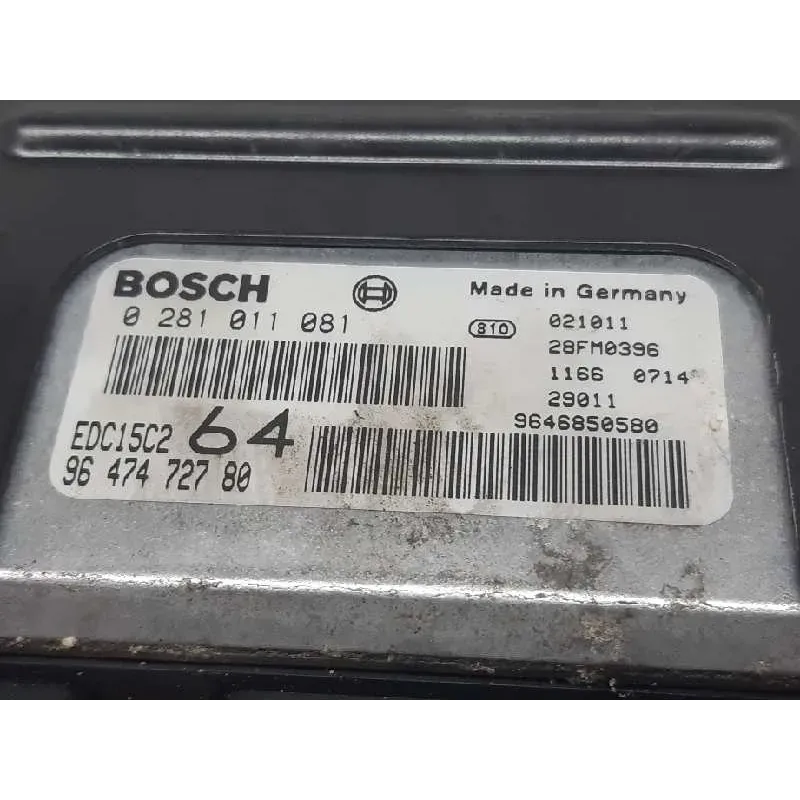 BOSCH Made in Germany
0 281 011 081 810 021011
28FM0396
1166 0714
29011
EDC15C2 64 9646850580
96 474 727 80